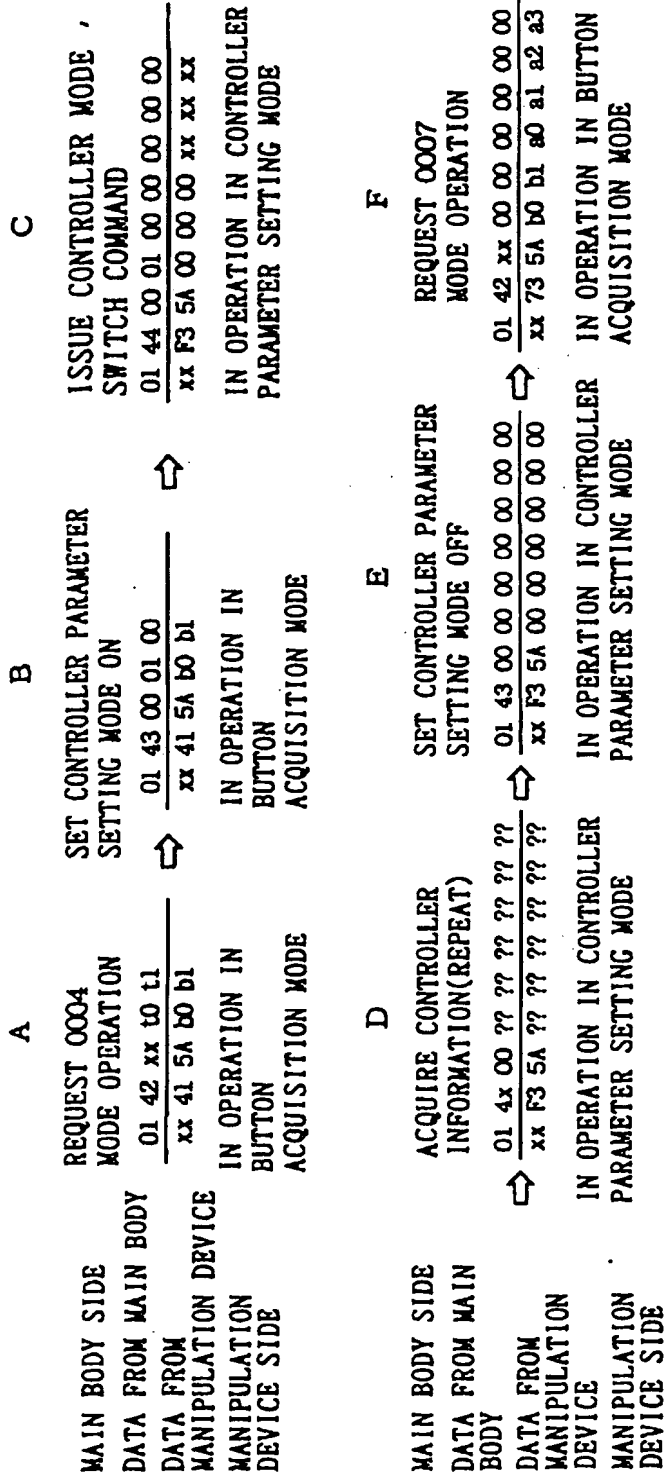 A
B
C
MAIN BODY SIDE
REQUEST 0004
MODE OPERATION
SET CONTROLLER PARAMETER
SETTING MODE ON
ISSUE CONTROLLER MODE
SWITCH COMMAND
DATA FROM MAIN BODY
01 42 xx t0 t1
01 43 00 01 00
01 44 00 01 00 00 00 00 00
DATA FROM
MANIPULATION DEVICE
xx 41 5A b0 b1
xx 41 5A b0 b1
xx F3 5A 00 00 00 xx xx xx
MANIPULATION
DEVICE SIDE
IN OPERATION IN
BUTTON
ACQUISITION MODE
IN OPERATION IN
BUTTON
ACQUISITION MODE
IN OPERATION IN CONTROLLER
PARAMETER SETTING MODE
D
E
F
MAIN BODY SIDE
ACQUIRE CONTROLLER
INFORMATION(REPEAT)
SET CONTROLLER PARAMETER
SETTING MODE OFF
REQUEST 0007
MODE OPERATION
DATA FROM MAIN
BODY
01 4x 00 ?? ?? ?? ?? ?? ??
01 43 00 00 00 00 00 00 00
01 42 xx 00 00 00 00 00 00
DATA FROM
MANIPULATION
DEVICE
xx F3 5A ?? ?? ?? ?? ?? ??
xx F3 5A 00 00 00 00 00 00
xx 73 5A b0 b1 a0 a1 a2 a3
MANIPULATION
DEVICE SIDE
IN OPERATION IN CONTROLLER
PARAMETER SETTING MODE
IN OPERATION IN CONTROLLER
PARAMETER SETTING MODE
IN OPERATION IN BUTTON
ACQUISITION MODE